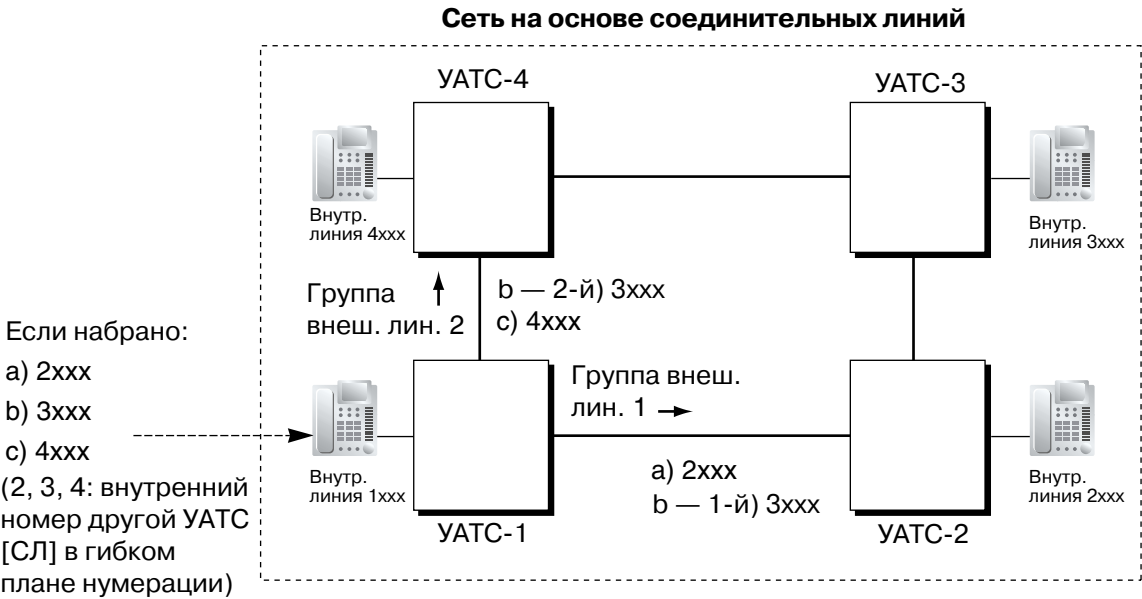 Сеть на основе соединительных линий
УАТС-4
УАТС-3
Внутр.
линия 4xxx
Внутр.
линия 3xxx
Группа
внеш. лин. 2
b — 2-й) 3xxx
c) 4xxx
Если набрано:
a) 2xxx
b) 3xxx
c) 4xxx
(2, 3, 4: внутренний
номер другой УАТС
[СЛ] в гибком
плане нумерации)
Группа внеш.
лин. 1
Внутр.
линия 1xxx
a) 2xxx
b — 1-й) 3xxx
Внутр.
линия 2xxx
УАТС-1
УАТС-2